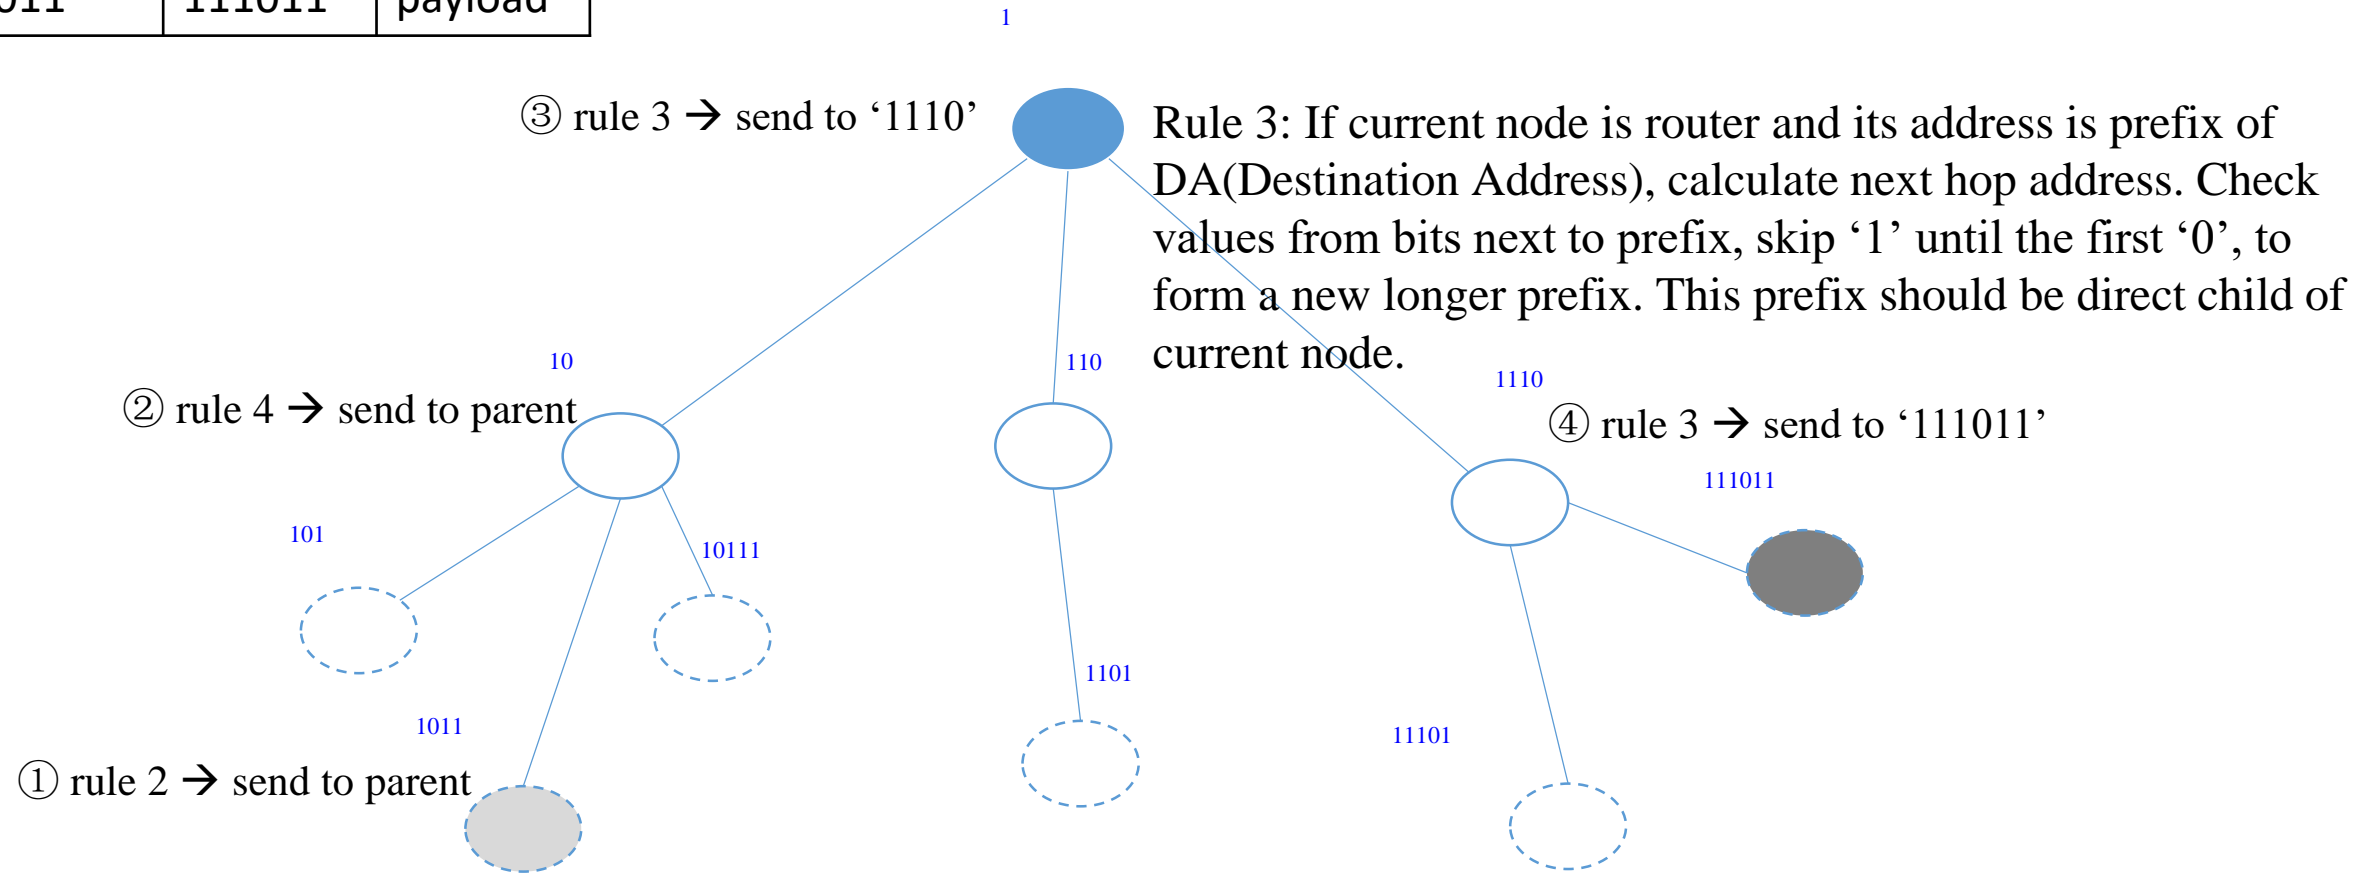 111011 payload
1
③ rule 3 → send to ‘1110’
Rule 3: If current node is router and its address is prefix of
DA(Destination Address), calculate next hop address. Check
values from bits next to prefix, skip ‘1’ until the first ‘0’, to
form a new longer prefix. This prefix should be direct child of
current node.
10
110
1110
② rule 4 → send to parent
④ rule 3 → send to ‘111011’
111011
101
10111
1101
1011
11101
① rule 2 → send to parent